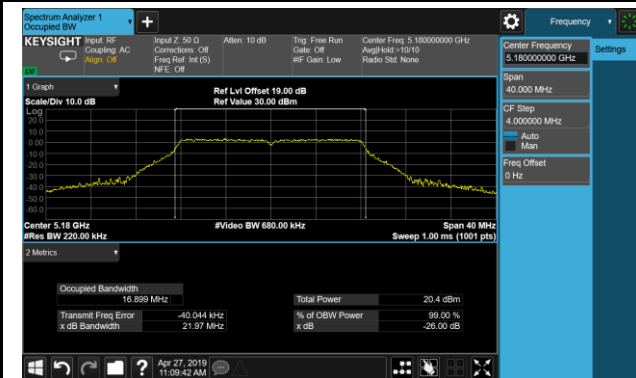 Spectrum Analyzer 1
Occupied BW
+
Frequency
KEYSIGHT Input: RF Input Z: 50 Ω Atten: 10 dB Trig: Free Run Center Freq: 5.180000000 GHz
Coupling: AC Corrections: Off Gate: Off Avg|Hold:>10/10
Align: Off Freq Ref: Int (S) #IF Gain: Low Radio Std: None
NFE: Off
Center Frequency
5.180000000 GHz
Settings
Span
40.000 MHz
CF Step
4.000000 MHz
Auto
Man
Freq Offset
0 Hz
1 Graph
Scale/Div 10.0 dB
Ref Lvl Offset 19.00 dB
Ref Value 30.00 dBm
Log
20.0
10.0
0.00
-10.0
-20.0
-30.0
-40.0
-50.0
-60.0
Center 5.18 GHz #Video BW 680.00 kHz Span 40 MHz
#Res BW 220.00 kHz Sweep 1.00 ms (1001 pts)
2 Metrics
Occupied Bandwidth
16.899 MHz
Total Power 20.4 dBm
Transmit Freq Error -40.044 kHz % of OBW Power 99.00 %
x dB Bandwidth 21.97 MHz x dB -26.00 dB
?
Apr 27, 2019
11:09:42 AM